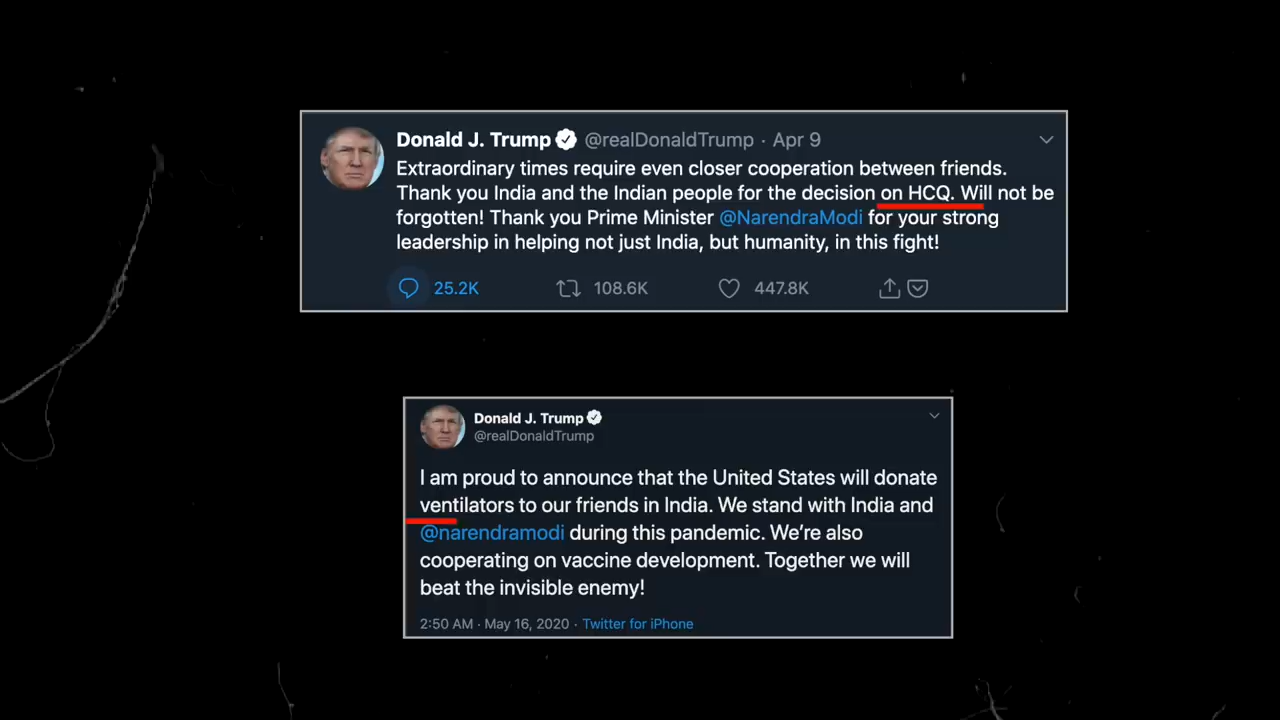 Donald J. Trump @realDonaldTrump · Apr 9
Extraordinary times require even closer cooperation between friends.
Thank you India and the Indian people for the decision on HCQ. Will not be
forgotten! Thank you Prime Minister @NarendraModi for your strong
leadership in helping not just India, but humanity, in this fight!
25.2K 108.6K 447.8K
Donald J. Trump
@realDonaldTrump
I am proud to announce that the United States will donate
ventilators to our friends in India. We stand with India and
@narendramodi during this pandemic. We’re also
cooperating on vaccine development. Together we will
beat the invisible enemy!
2:50 AM · May 16, 2020 · Twitter for iPhone